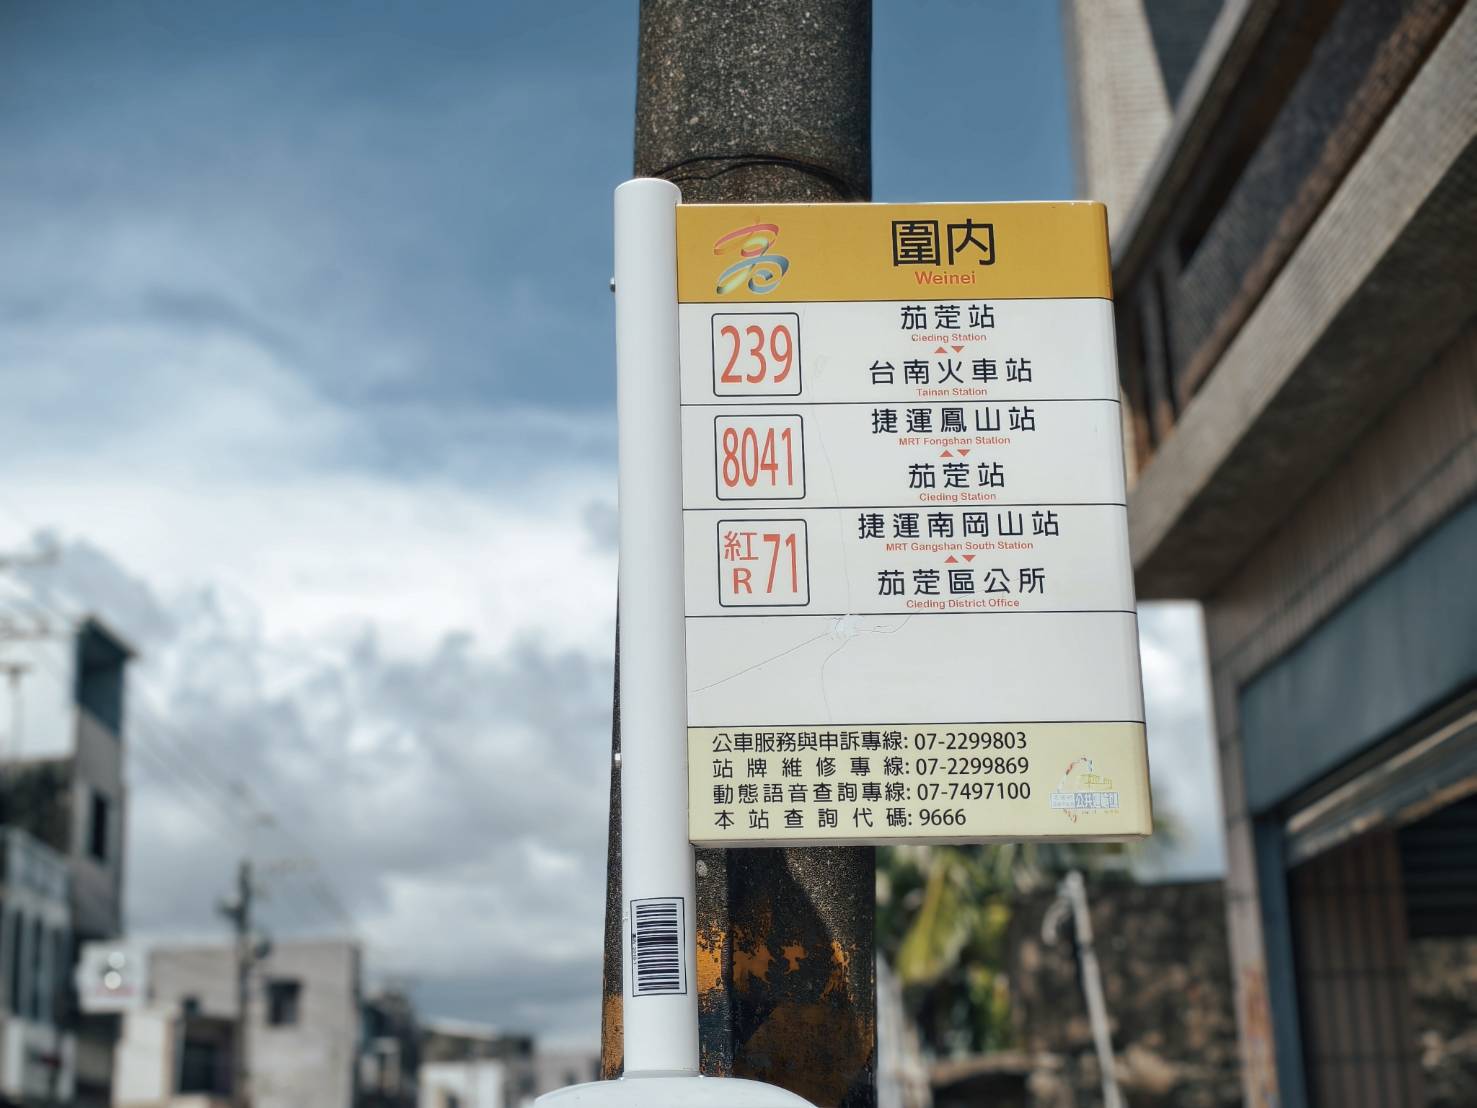 圍內
Weinei
239
茄萣站
Cieding Station
台南火車站
Tainan Station
8041
捷運鳳山站
MRT Fongshan Station
茄萣站
Cieding Station
紅
R71
捷運南岡山站
MRT Gangshan South Station
茄萣區公所
Cieding District Office
公車服務與申訴專線: 07-2299803
站牌維修專線: 07-2299869
動態語音查詢專線: 07-7497100
本站查詢代碼: 9666